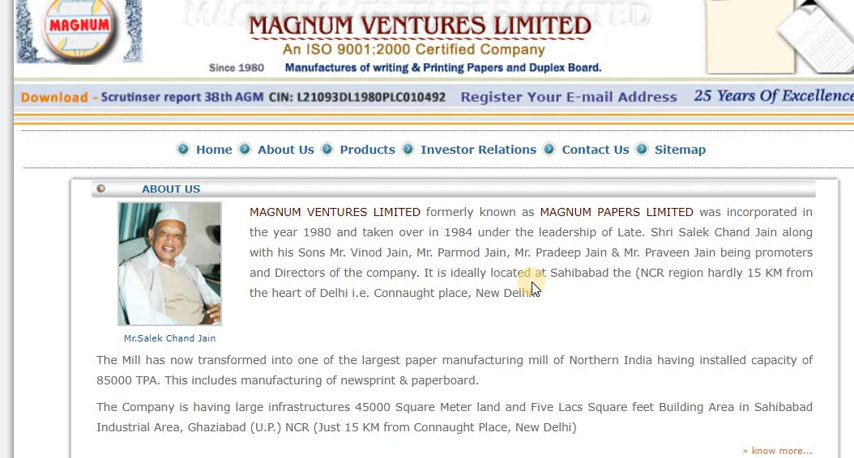 MAGNUM
MAGNUM VENTURES LIMITED
An ISO 9001:2000 Certified Company
Since 1980 Manufactures of writing & Printing Papers and Duplex Board.
Download - Scrutinser report 38th AGM CIN: L21093DL1980PLC010492 Register Your E-mail Address 25 Years Of Excellence
Home About Us Products Investor Relations Contact Us Sitemap
ABOUT US
MAGNUM VENTURES LIMITED formerly known as MAGNUM PAPERS LIMITED was incorporated in
the year 1980 and taken over in 1984 under the leadership of Late. Shri Salek Chand Jain along
with his Sons Mr. Vinod Jain, Mr. Parmod Jain, Mr. Pradeep Jain & Mr. Praveen Jain being promoters
and Directors of the company. It is ideally located at Sahibabad the (NCR region hardly 15 KM from
the heart of Delhi i.e. Connaught place, New Delhi
Mr.Salek Chand Jain
The Mill has now transformed into one of the largest paper manufacturing mill of Northern India having installed capacity of
85000 TPA. This includes manufacturing of newsprint & paperboard.
The Company is having large infrastructures 45000 Square Meter land and Five Lacs Square feet Building Area in Sahibabad
Industrial Area, Ghaziabad (U.P.) NCR (Just 15 KM from Connaught Place, New Delhi)
» know more...